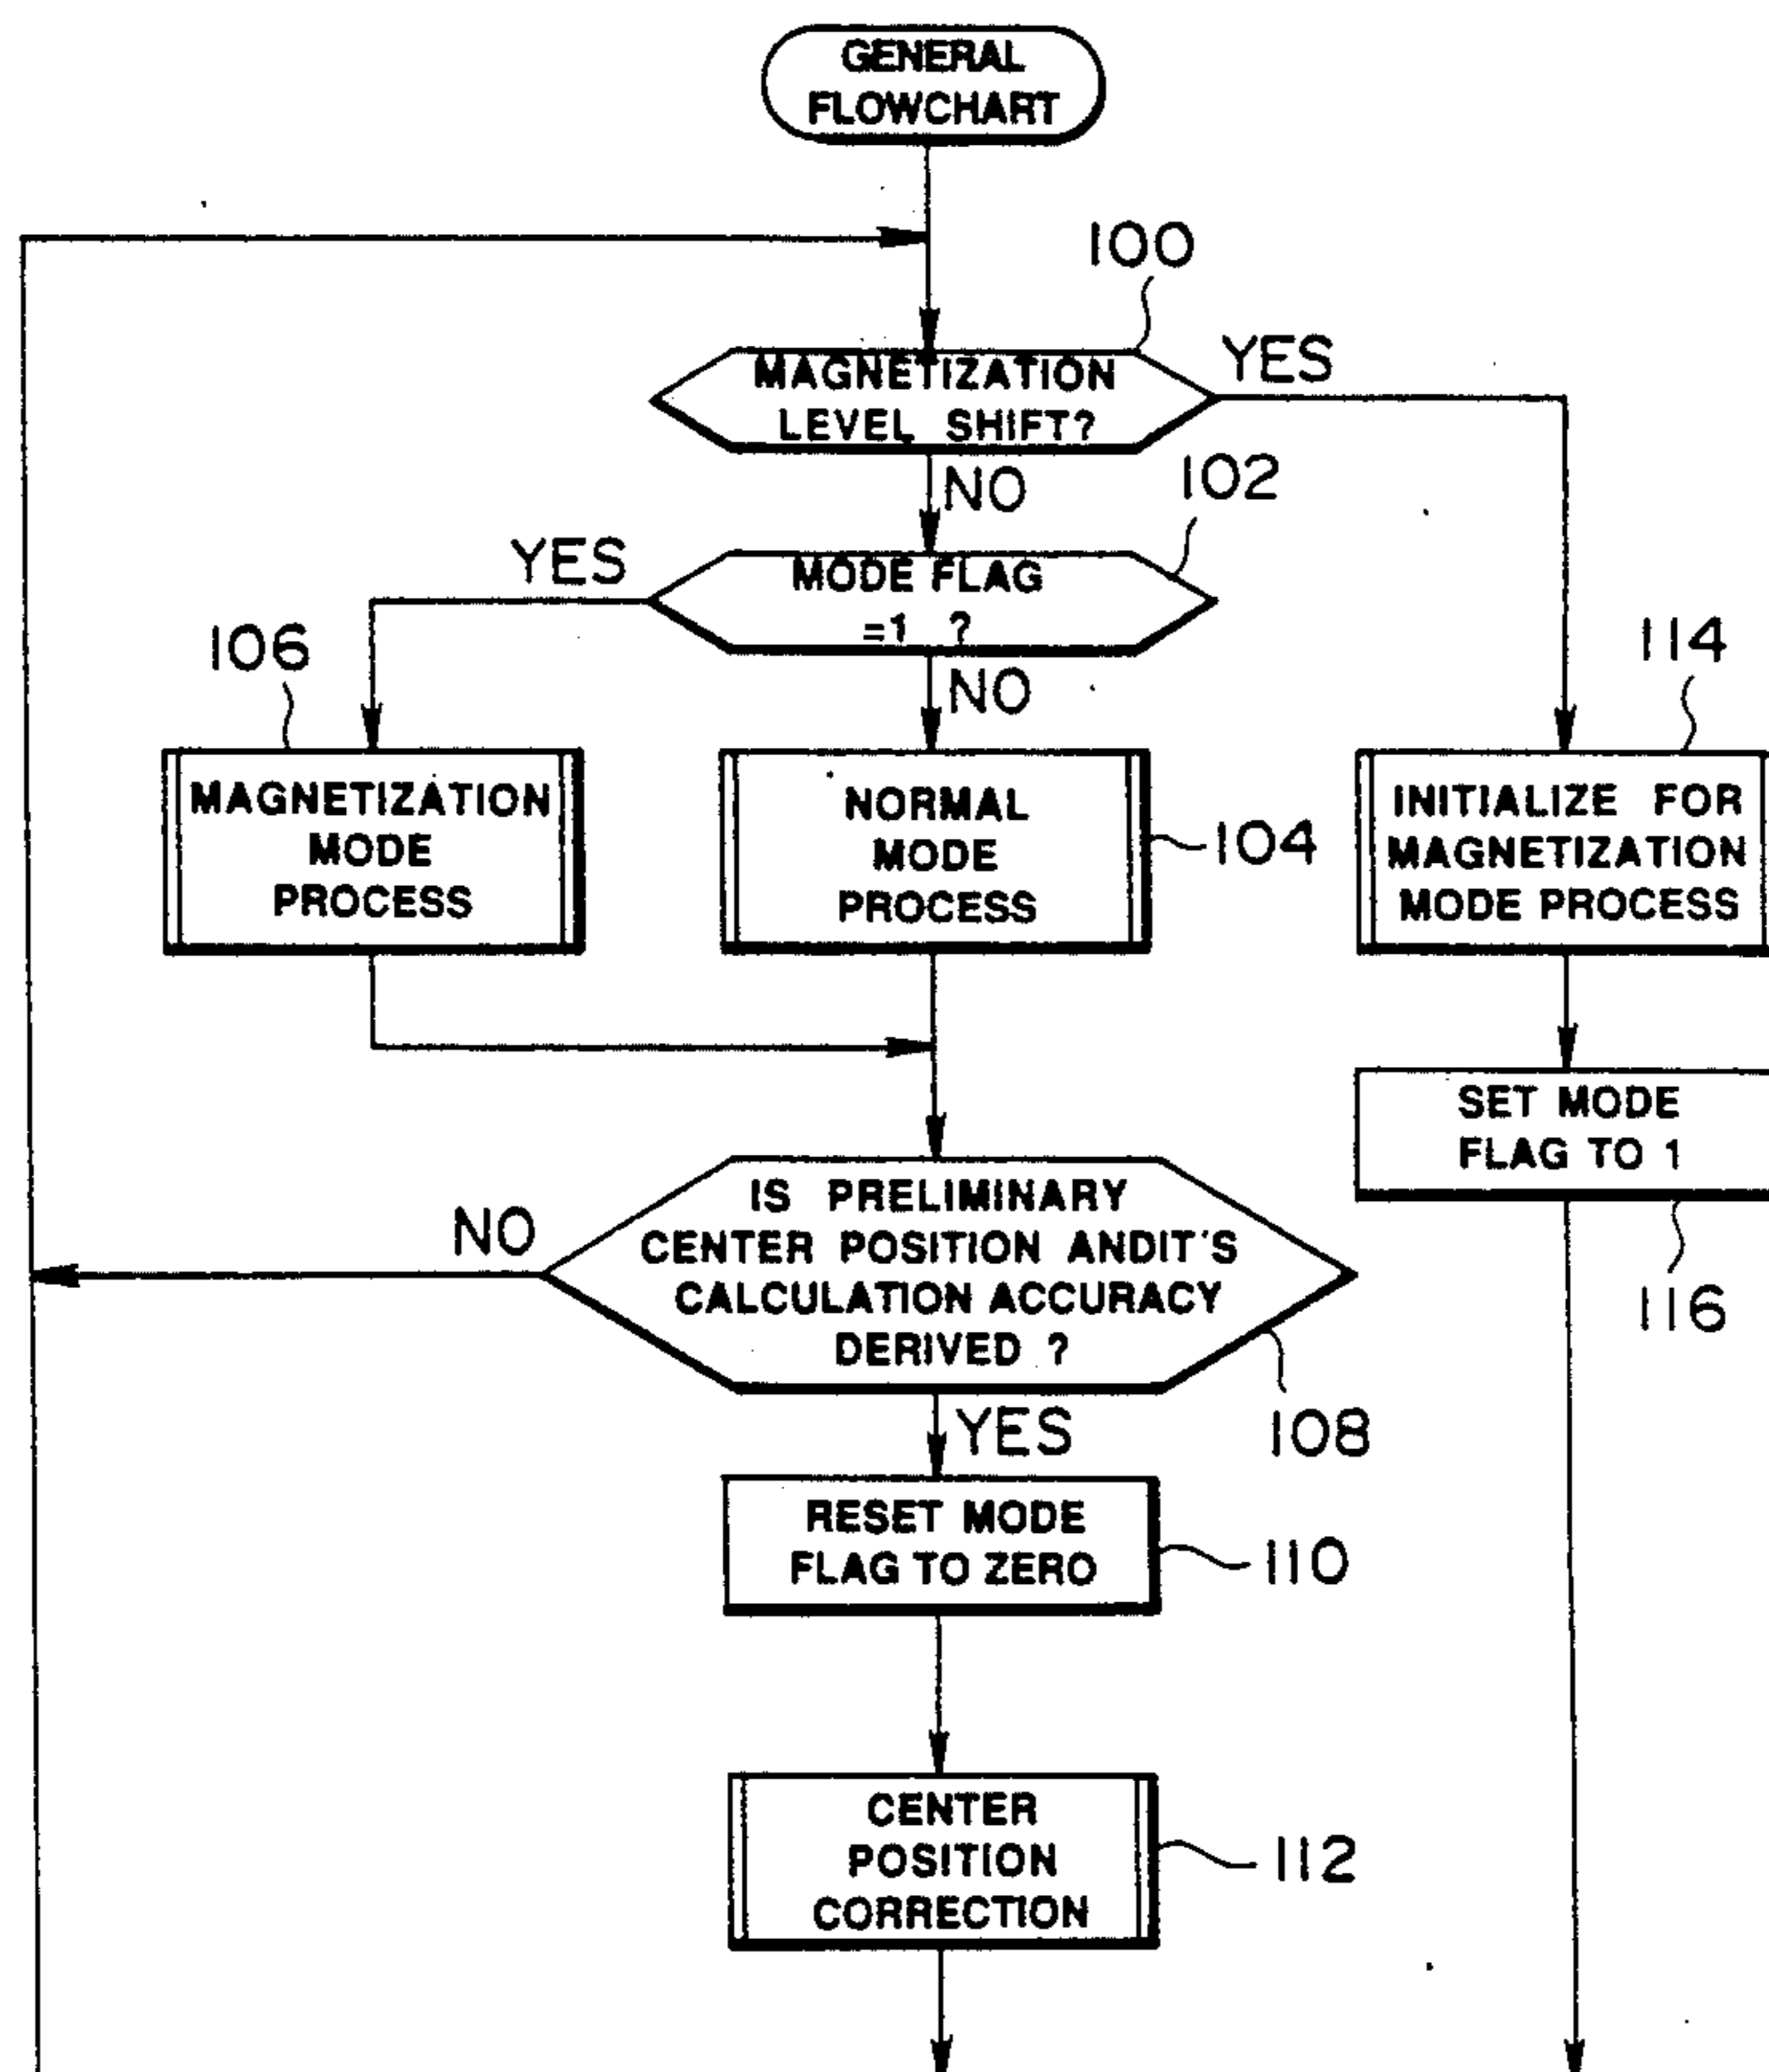 GENERAL
FLOWCHART
100
MAGNETIZATION
LEVEL SHIFT?
YES
NO
102
MODE FLAG
=1 ?
YES
NO
106
MAGNETIZATION
MODE
PROCESS
NORMAL
MODE
PROCESS
104
114
INITIALIZE FOR
MAGNETIZATION
MODE PROCESS
SET MODE
FLAG TO 1
116
IS PRELIMINARY
CENTER POSITION ANDIT'S
CALCULATION ACCURACY
DERIVED ?
NO
108
YES
RESET MODE
FLAG TO ZERO
110
CENTER
POSITION
CORRECTION
112